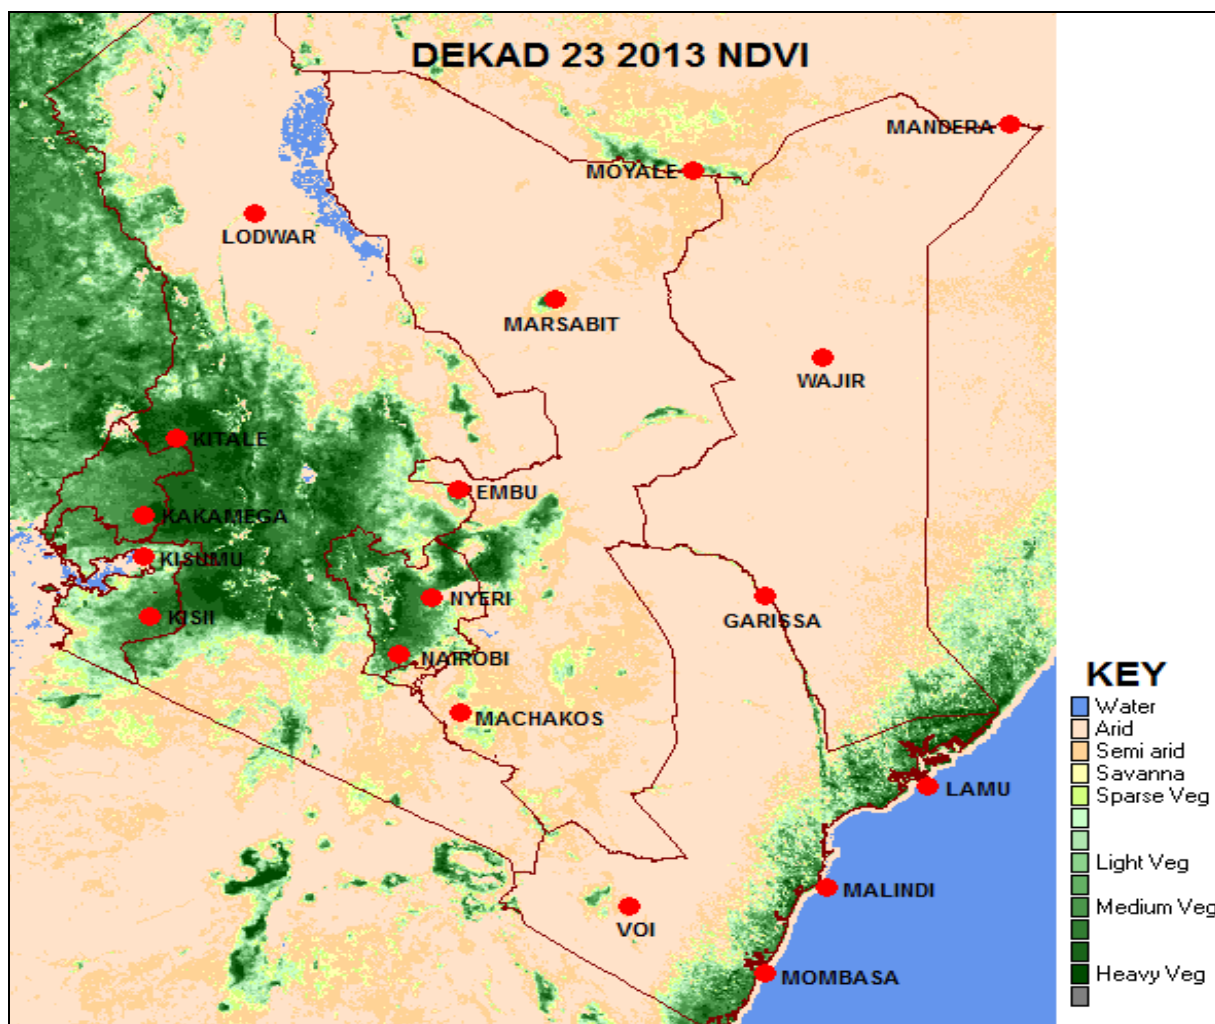 DEKAD 23 2013 NDVI
MANDERA
MOYALE
LODWAR
MARSABIT
WAJIR
KITALE
EMBU
KAKAMEGA
KISUMU
NYERI
KISII
GARISSA
NAIROBI
MACHAKOS
LAMU
MALINDI
VOI
MOMBASA
KEY
Water
Arid
Semi arid
Savanna
Sparse Veg
Light Veg
Medium Veg
Heavy Veg